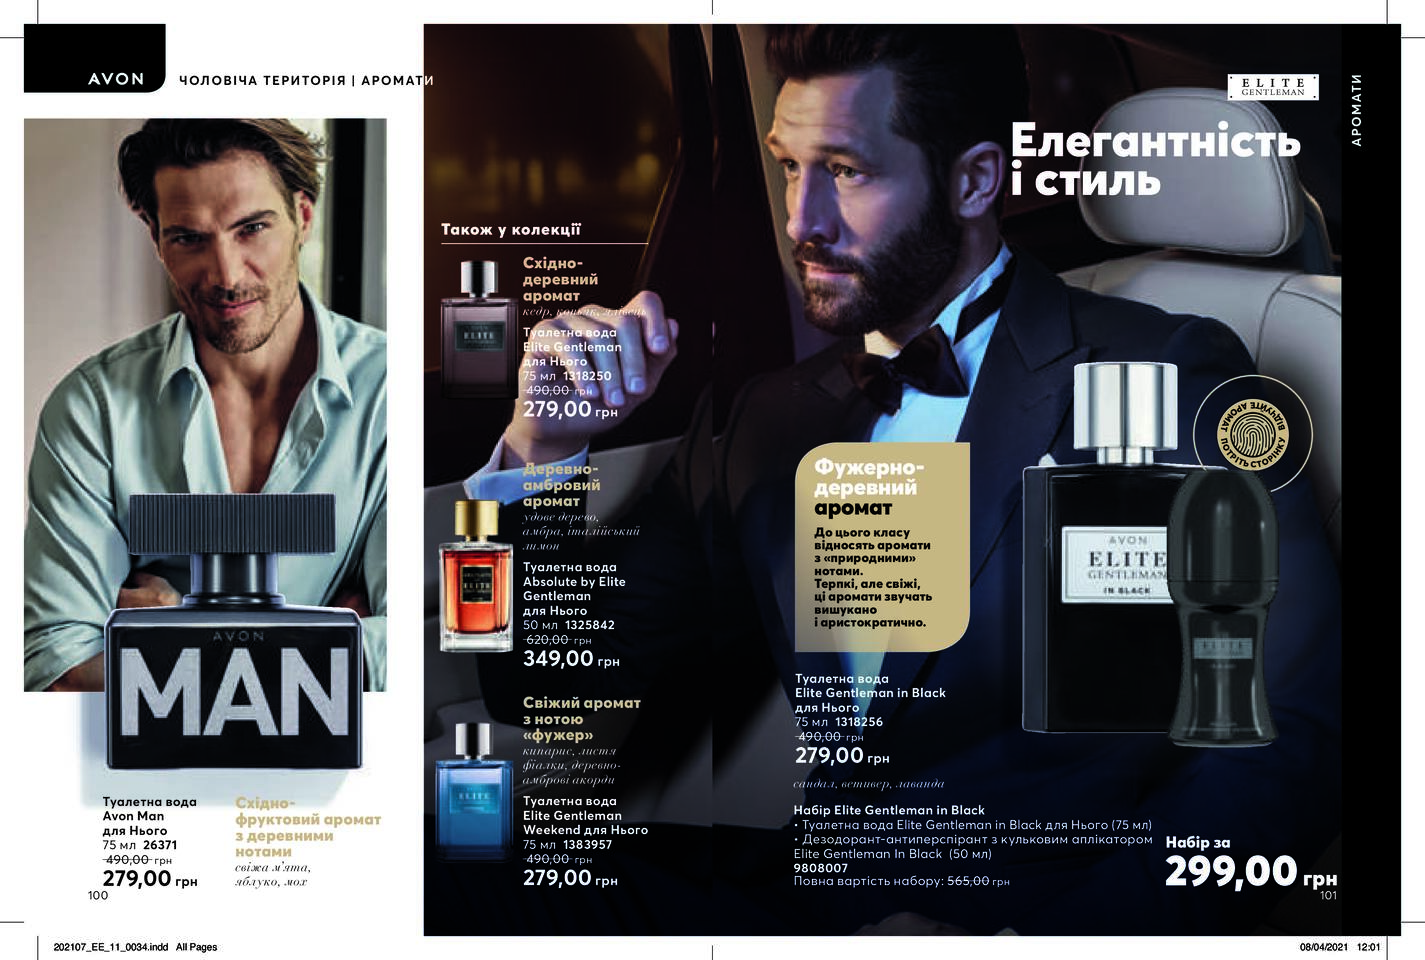 AVON
ЧОЛОВІЧА ТЕРИТОРІЯ | АРОМАТИ
ELITE
GENTLEMAN
АРОМАТИ
Елегантність
і стиль
Також у колекції
Східно-
деревний
аромат
кедр, коньяк, ялівець
Туалетна вода
Elite Gentleman
для Нього
75 мл 1318250
490,00 грн
279,00 грн
AVON
ELITE
Деревно-
амбровий
аромат
удове дерево,
амбра, італійський
лимон
Туалетна вода
Absolute by Elite
Gentleman
для Нього
50 мл 1325842
620,00 грн
349,00 грн
ELITE
Свіжий аромат
з нотою
«фужер»
кипарис, листя
фіалки, деревно-
амброві акорди
Туалетна вода
Elite Gentleman
Weekend для Нього
75 мл 1383957
490,00 грн
279,00 грн
ELITE
AVON
MAN
Туалетна вода
Avon Man
для Нього
75 мл 26371
490,00 грн
279,00 грн
Східно-
фруктовий аромат
з деревними
нотами
свіжа м'ята,
яблуко, мох
100
Фужерно-
деревний
аромат
До цього класу
відносять аромати
з «природними»
нотами.
Терпкі, але свіжі,
ці аромати звучать
вишукано
і аристократично.
ВІДЧУЙТЕ АРОМАТ
ПОТРІТЬ СТОРІНКУ
AVON
ELITE
GENTLEMAN
IN BLACK
ELITE
Туалетна вода
Elite Gentleman in Black
для Нього
75 мл 1318256
490,00 грн
279,00 грн
сандал, ветивер, лаванда
Набір Elite Gentleman in Black
• Туалетна вода Elite Gentleman in Black для Нього (75 мл)
• Дезодорант-антиперспірант з кульковим аплікатором
Elite Gentleman In Black (50 мл)
9808007
Повна вартість набору: 565,00 грн
Набір за
299,00 грн
101
202107_EE_11_0034.indd All Pages
08/04/2021 12:01